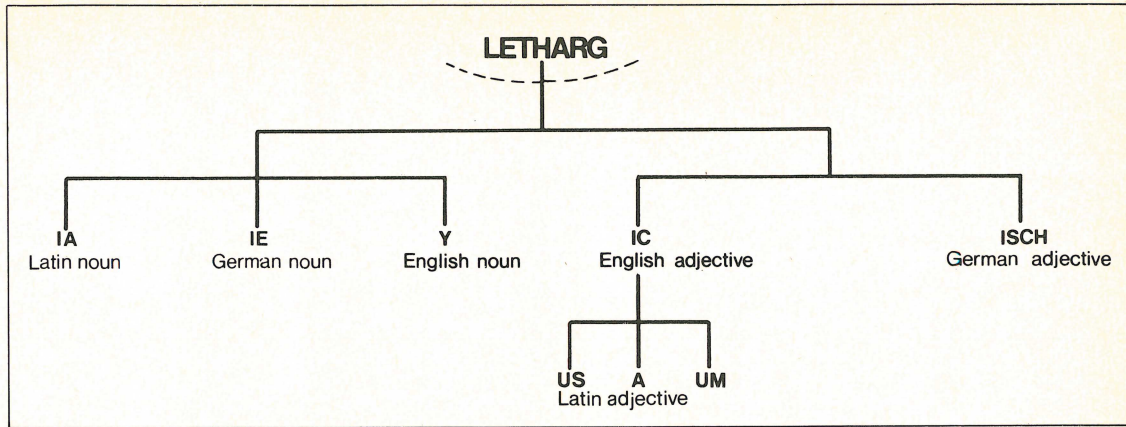 LETHARG
IA IE Y IC ISCH
Latin noun German noun English noun English adjective German adjective
US A UM
Latin adjective